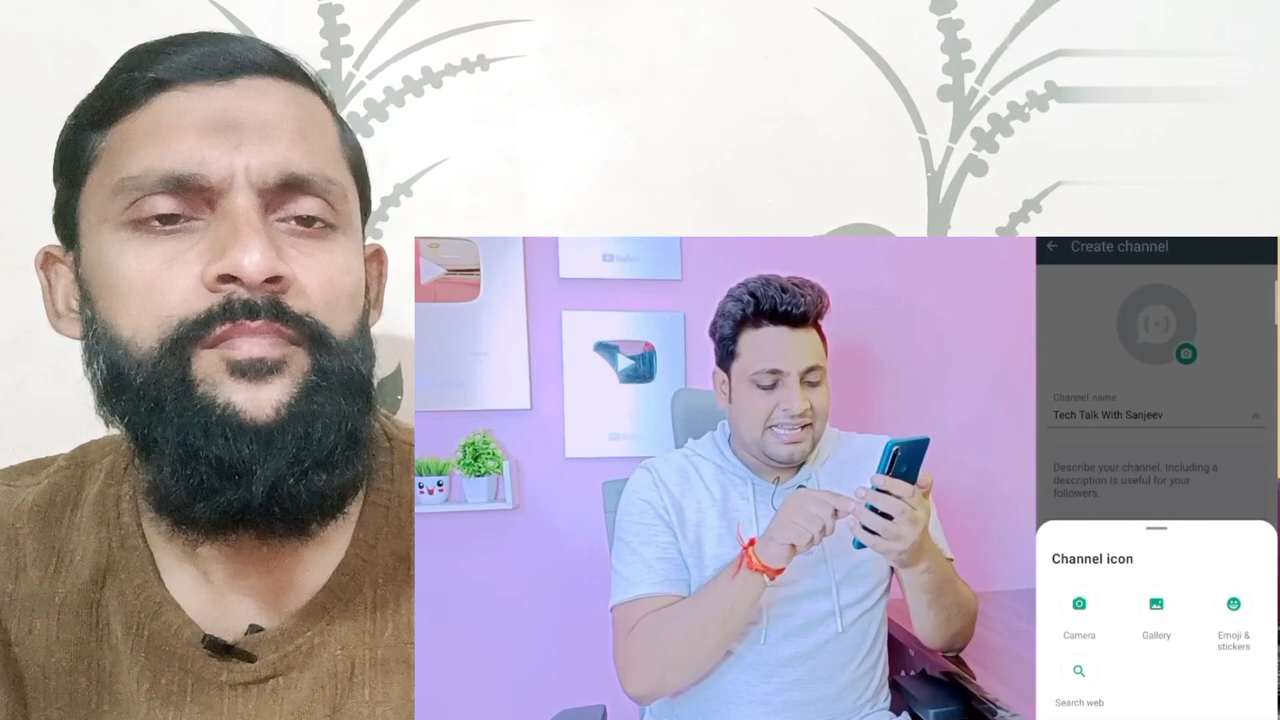 Create channel
Channel name
Tech Talk With Sanjeev
Describe your channel. Including a
description is useful for your
followers.
Channel icon
Camera
Gallery
Emoji &
stickers
Search web